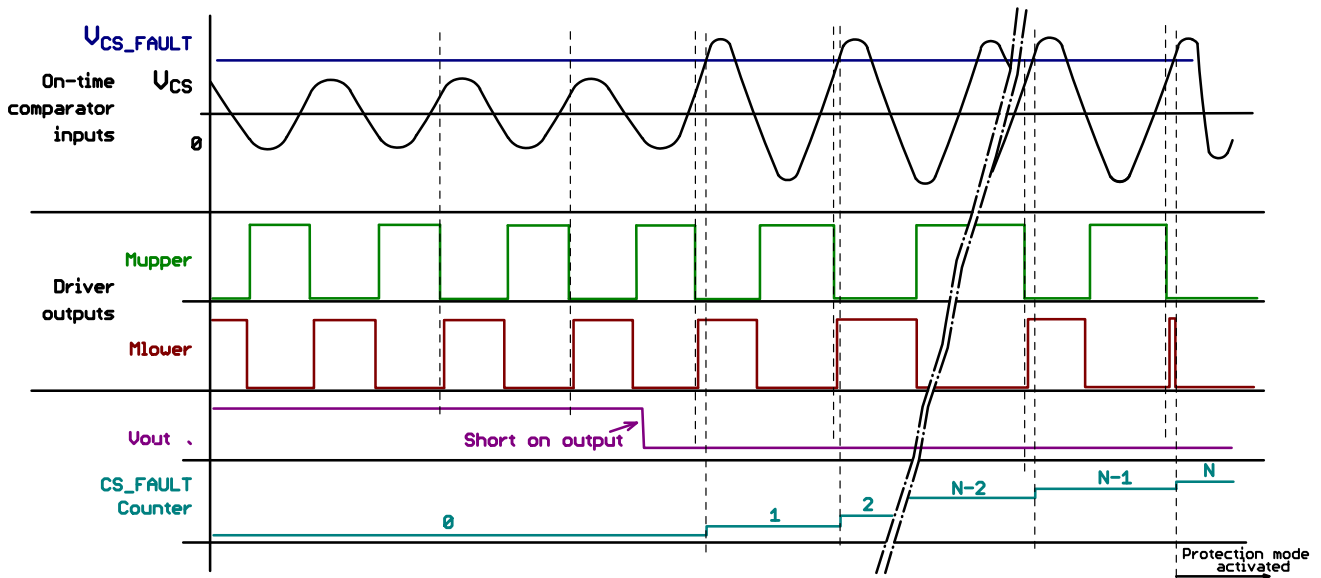 VCS_FAULT
On-time
comparator
inputs
VCS
0
Mupper
Driver
outputs
Mlower
Vout .
Short on output
CS_FAULT
Counter
0
1
2
N-2
N-1
N
Protection mode
activated